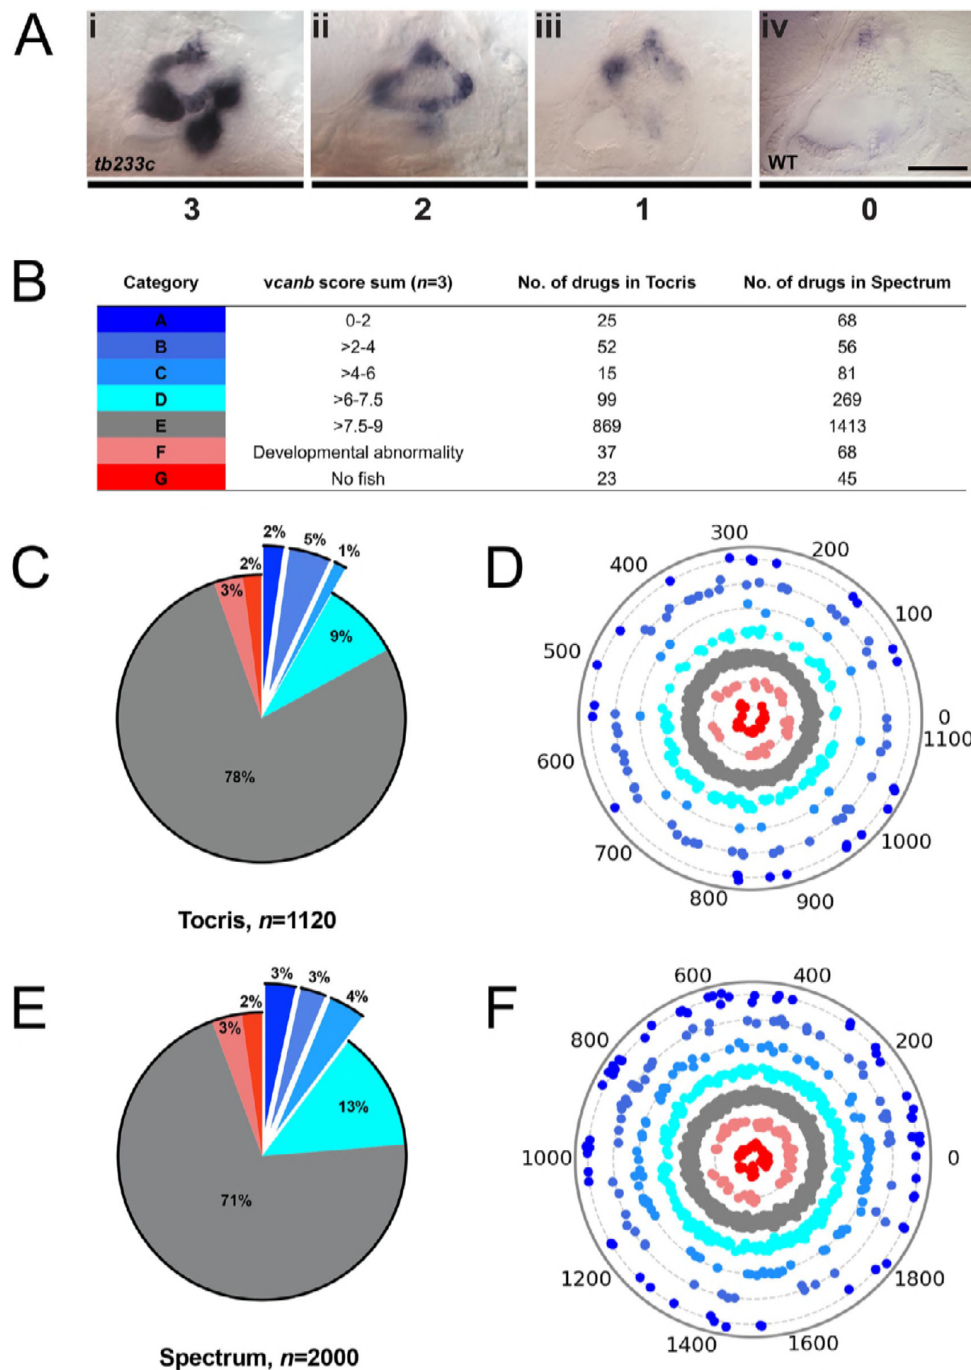 A
i ii iii iv
tb233c WT
3 2 1 0
B
Category vcanb score sum (n=3) No. of drugs in Tocris No. of drugs in Spectrum
A 0-2 25 68
B >2-4 52 56
C >4-6 15 81
D >6-7.5 99 269
E >7.5-9 869 1413
F Developmental abnormality 37 68
G No fish 23 45
C
2% 5% 1%
2%
3%
9%
78%
Tocris, n=1120
D
300
400 200
100
500
0
1100
600
1000
700
800 900
E
3% 3% 4%
2%
3%
13%
71%
Spectrum, n=2000
F
600 400
800 200
1000 0
1200 1800
1400 1600